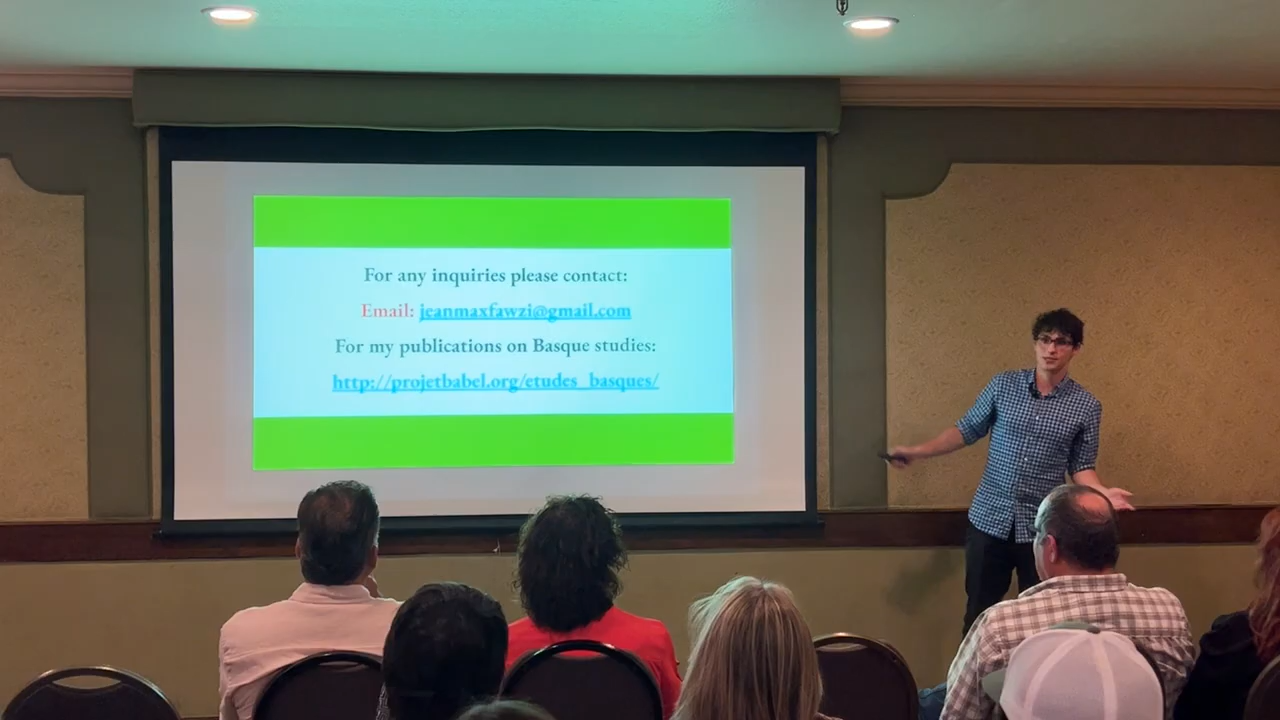 For any inquiries please contact:
Email: jeanmaxfawzi@gmail.com
For my publications on Basque studies:
http://projetbabel.org/etudes_basques/